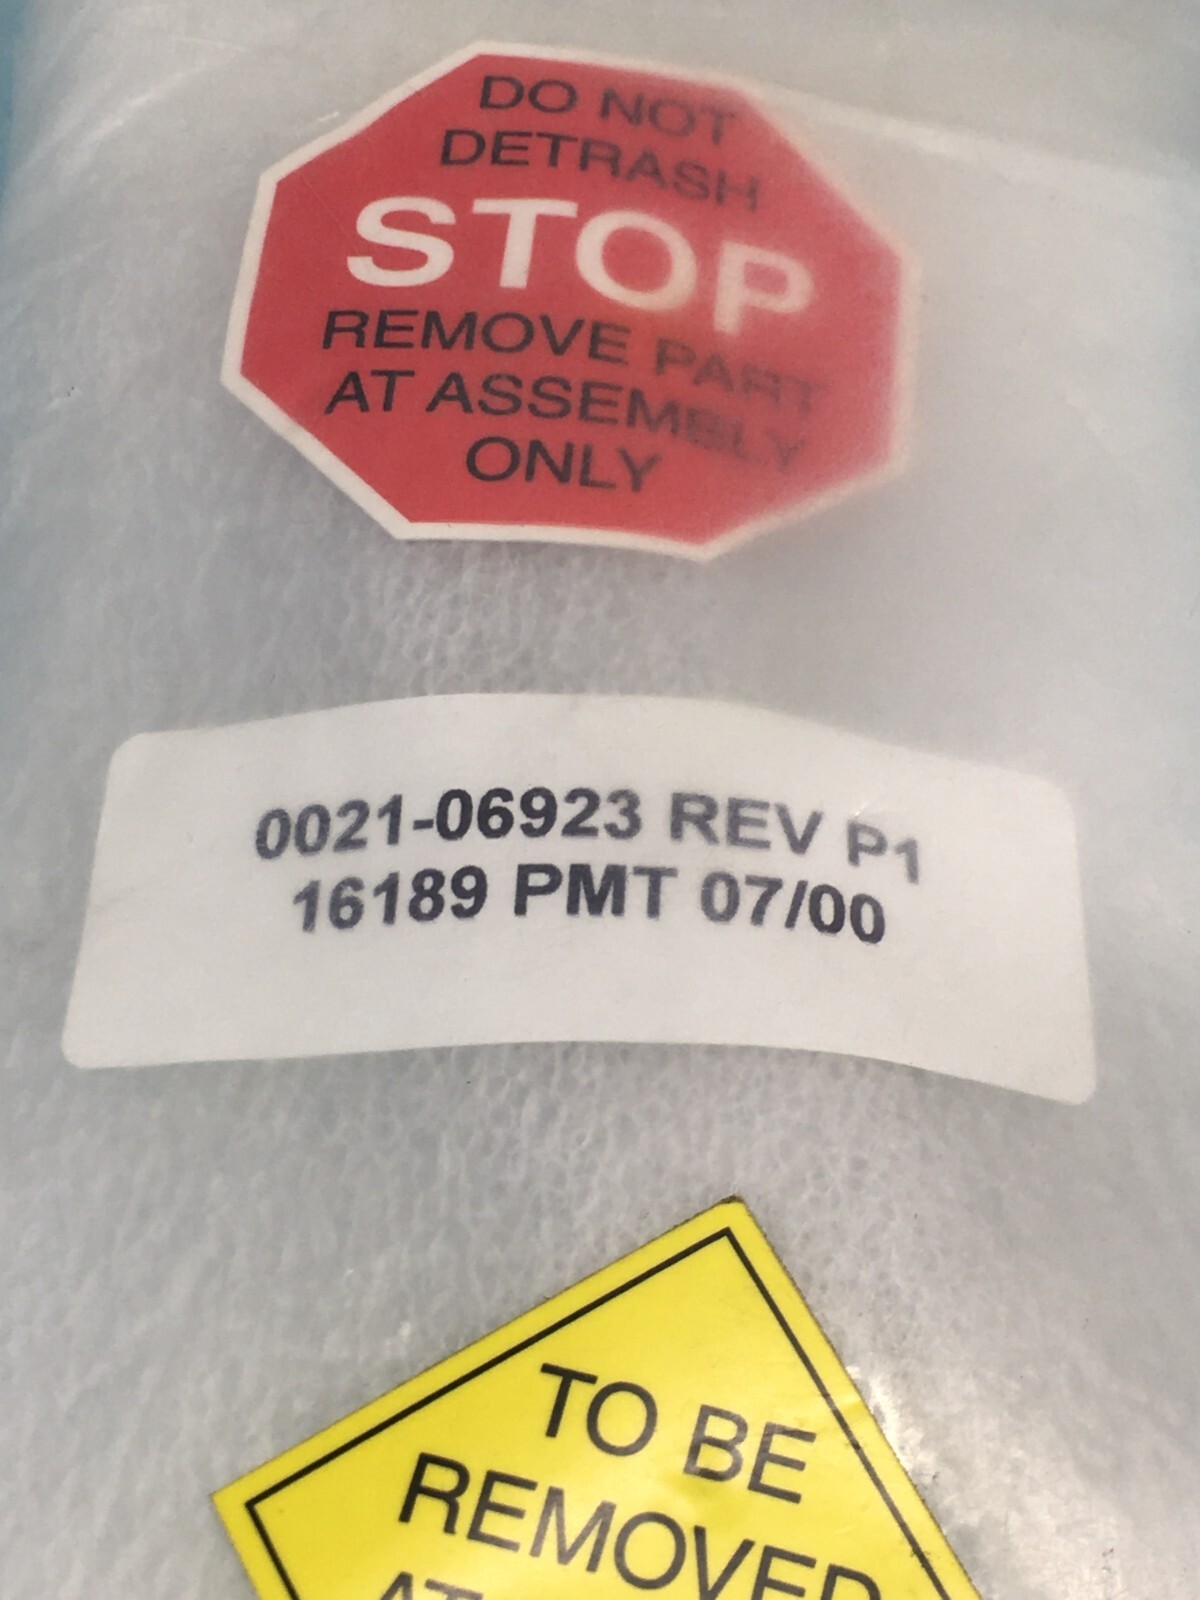 DO NOT
DETRASH
STOP
REMOVE PART
AT ASSEMBLY
ONLY
0021-06923 REV P1
16189 PMT 07/00
TO BE
REMOVED
AT